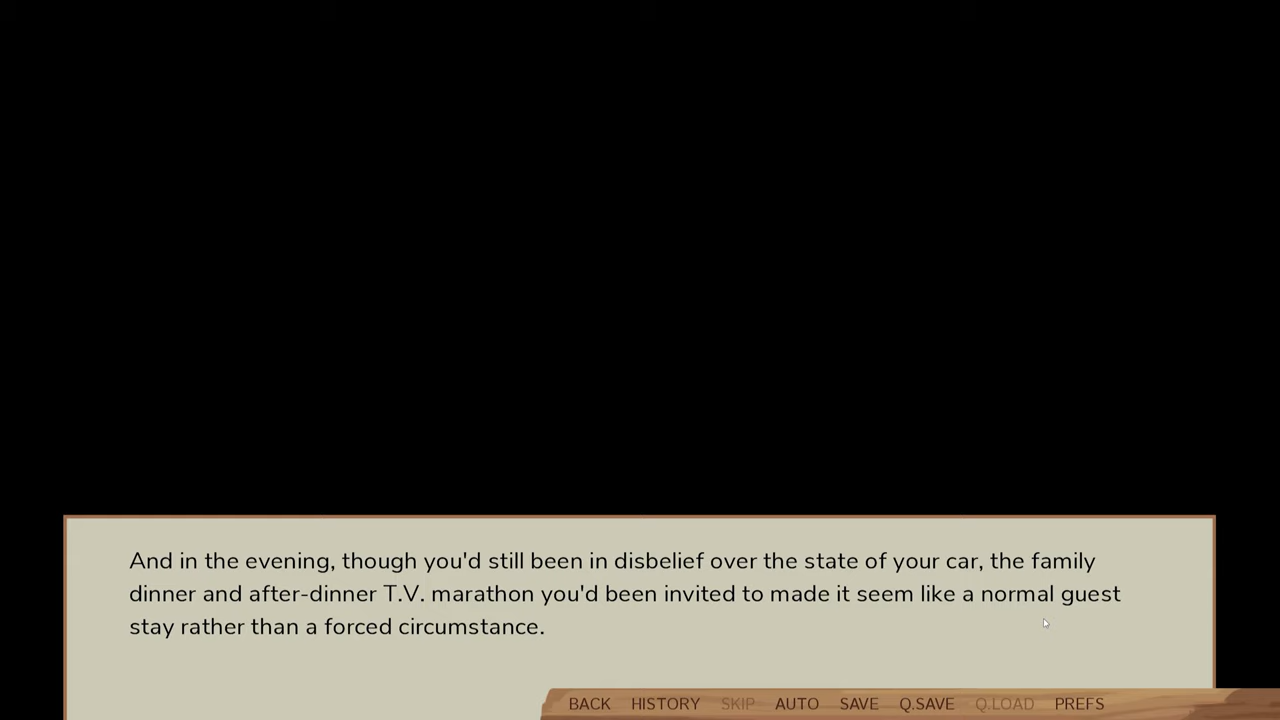 And in the evening, though you'd still been in disbelief over the state of your car, the family
dinner and after-dinner T.V. marathon you'd been invited to made it seem like a normal guest
stay rather than a forced circumstance.
BACK HISTORY SKIP AUTO SAVE Q.SAVE Q.LOAD PREFS